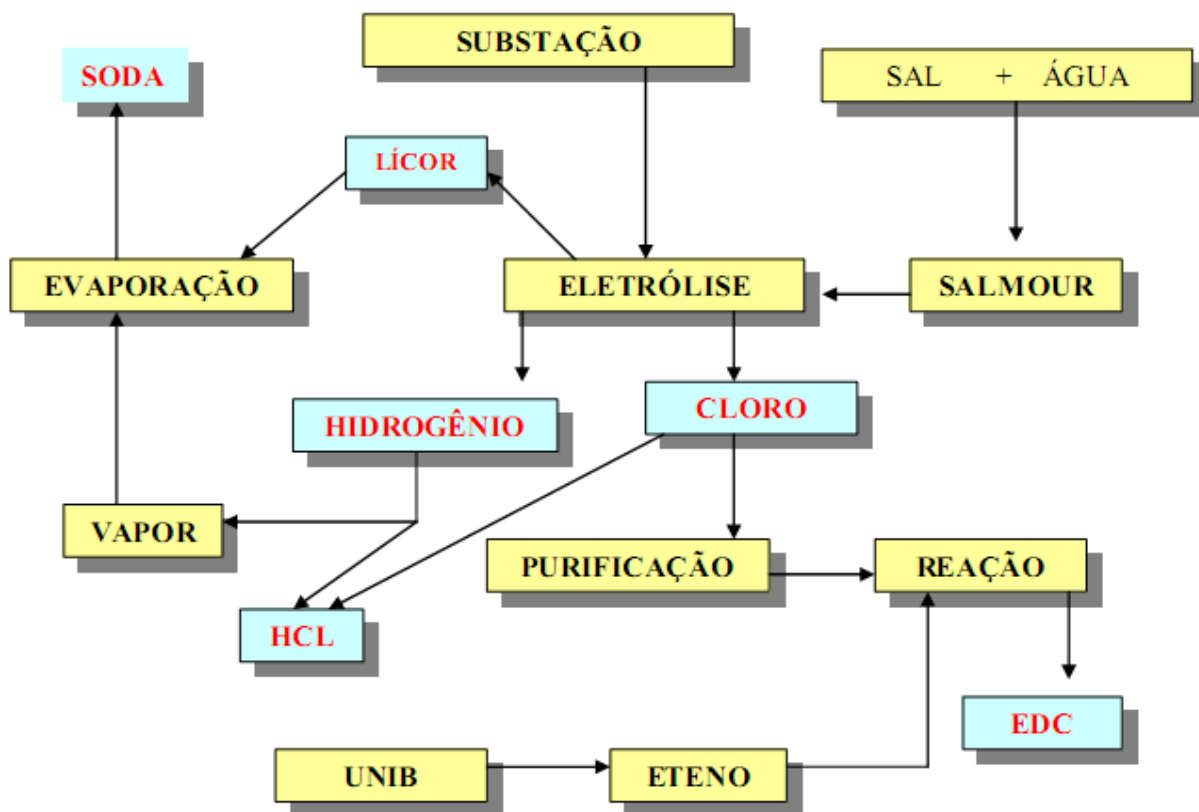 SUBSTAÇÃO
SODA
SAL + ÁGUA
LÍCOR
EVAPORAÇÃO
ELETRÓLISE
SALMOUR
HIDROGÊNIO
CLORO
VAPOR
PURIFICAÇÃO
REAÇÃO
HCL
EDC
UNIB
ETENO